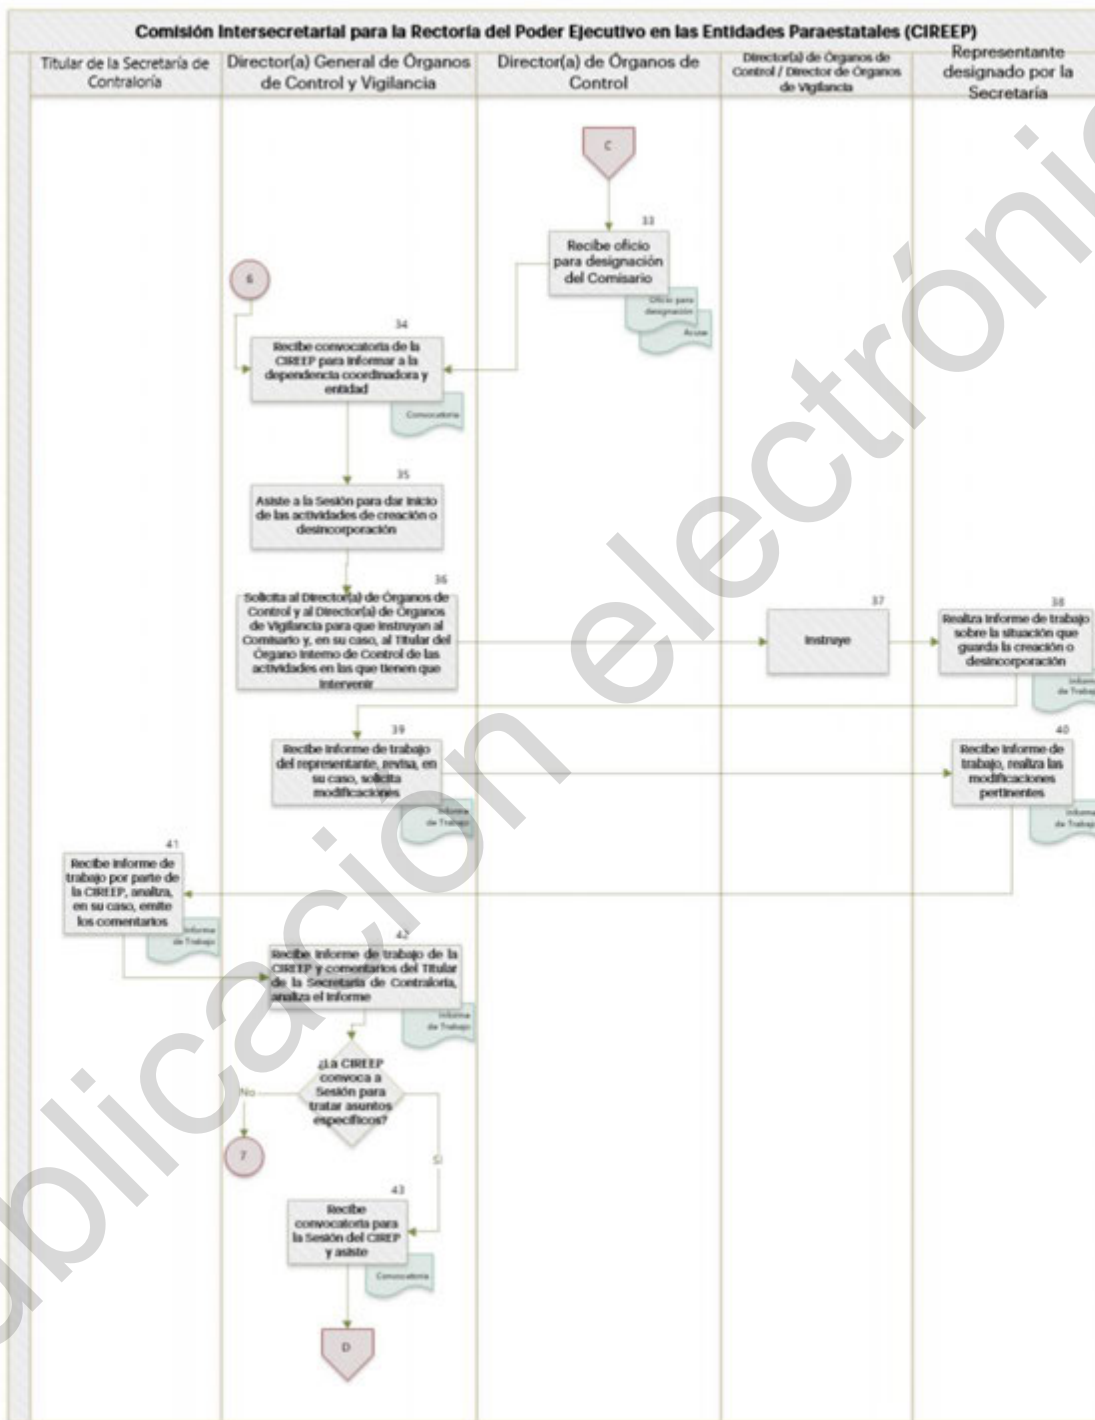 Comisión Intersecretarial para la Rectoría del Poder Ejecutivo en las Entidades Paraestatales (CIREEP)
Titular de la Secretaría de
Contraloría
Director(a) General de Órganos
de Control y Vigilancia
Director(a) de Órganos de
Control
Director(a) de Órganos de
Control / Director de Órganos
de Vigilancia
Representante
designado por la
Secretaría
C
33
Recibe oficio
para designación
del Comisario
Oficio para
designación
Acuse
6
34
Recibe convocatoria de la
CIREEP para informar a la
dependencia coordinadora y
entidad
Convocatoria
35
Asiste a la Sesión para dar inicio
de las actividades de creación o
desincorporación
36
Solicita al Director(a) de Órganos de
Control y al Director(a) de Órganos
de Vigilancia para que instruyan al
Comisario y, en su caso, al Titular del
Órgano Interno de Control de las
actividades en las que tienen que
intervenir
37
Instruye
38
Realiza Informe de trabajo
sobre la situación que
guarda la creación o
desincorporación
Informe
de Trabajo
39
Recibe Informe de trabajo
del representante, revisa, en
su caso, solicita
modificaciones
Informe
de Trabajo
40
Recibe Informe de
trabajo, realiza las
modificaciones
pertinentes
Informe
de Trabajo
41
Recibe Informe de
trabajo por parte de
la CIREEP, analiza,
en su caso, emite
los comentarios
Informe
de Trabajo
42
Recibe Informe de trabajo de la
CIREEP y comentarios del Titular
de la Secretaría de Contraloría,
analiza el Informe
Informe
de Trabajo
¿La CIREEP
convoca a
Sesión para
tratar asuntos
específicos?
No
7
Sí
43
Recibe
convocatoria para
la Sesión del CIREP
y asiste
Convocatoria
D
ublicación electrónic